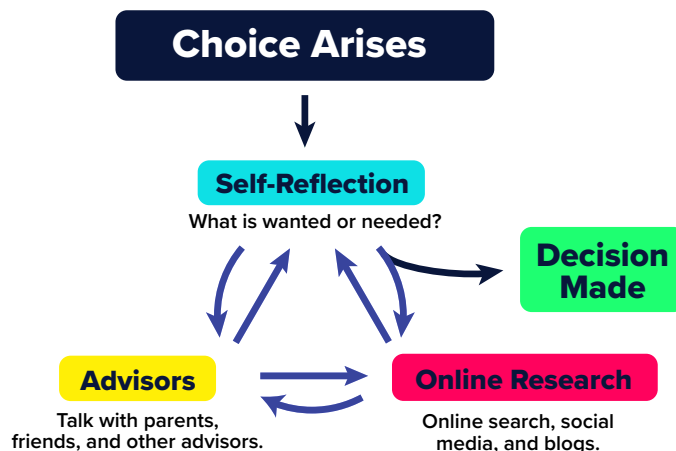 Choice Arises
Self-Reflection
What is wanted or needed?
Decision
Made
Advisors
Talk with parents,
friends, and other advisors.
Online Research
Online search, social
media, and blogs.